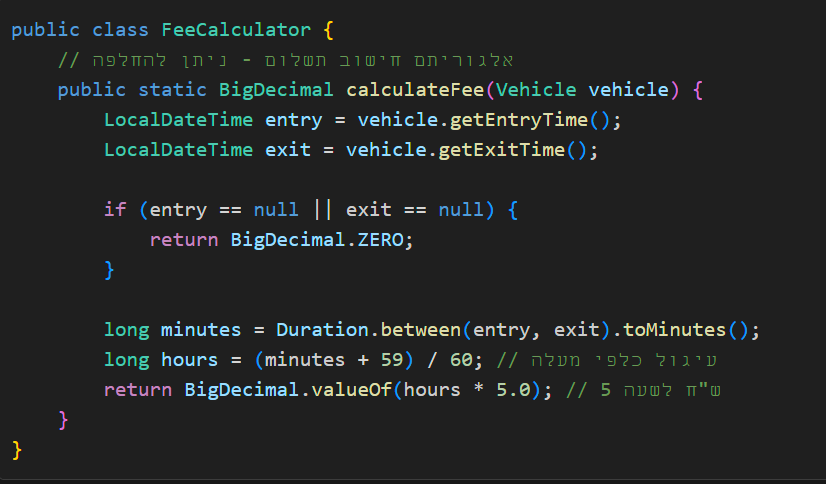 public class FeeCalculator {
// אלגוריתם חישוב תשלום - ניתן להחלפה
public static BigDecimal calculateFee(Vehicle vehicle) {
LocalDateTime entry = vehicle.getEntryTime();
LocalDateTime exit = vehicle.getExitTime();
if (entry == null || exit == null) {
return BigDecimal.ZERO;
}
long minutes = Duration.between(entry, exit).toMinutes();
long hours = (minutes + 59) / 60; // עיגול כלפי מעלה
return BigDecimal.valueOf(hours * 5.0); // 5 ש"ח לשעה
}
}